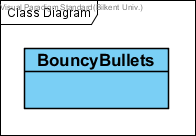 Visual Paradigm Standard(Bilkent Univ.)
Class Diagram
BouncyBullets